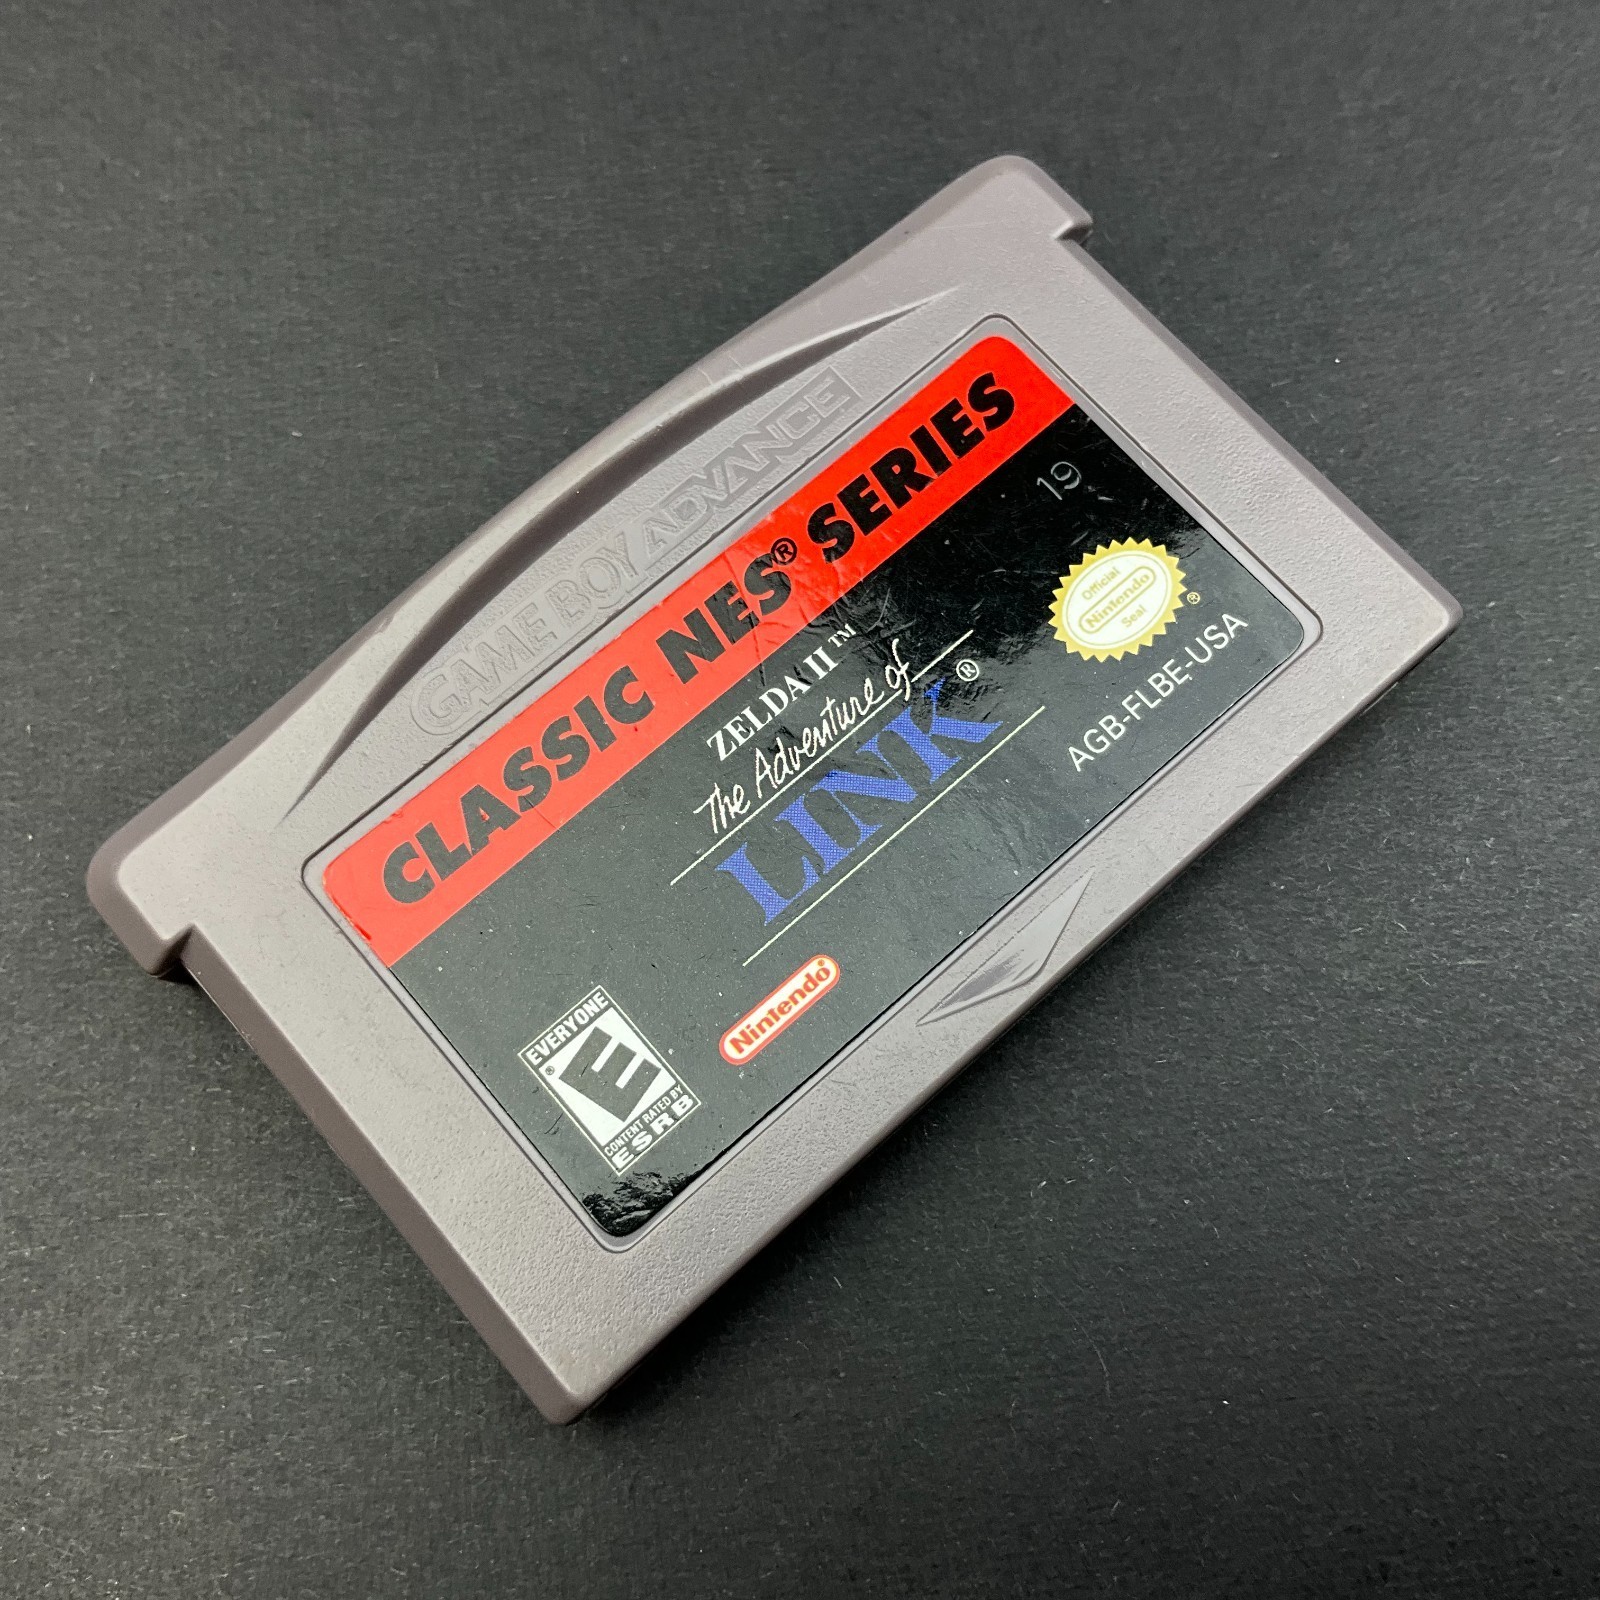 GAME BOY ADVANCE
CLASSIC NES® SERIES
19
ZELDA II™
The Adventure of
LINK®
Official
Nintendo
Seal
®
AGB-FLBE-USA
Nintendo®
EVERYONE
E
®
CONTENT RATED BY
ESRB